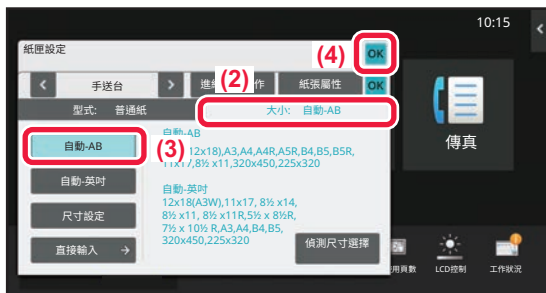 10:15
紙匣設定
(4)
OK
手送台
進紙
(2)
作
紙張屬性
OK
型式: 普通紙
大小: 自動-AB
自動-AB
(3)
自動-AB
12x18),A3,A4,A4R,A5R,B4,B5,B5R,
11x17,8½ x11,320x450,225x320
自動-英吋
自動-英吋
12x18(A3W),11x17, 8½ x14,
尺寸設定
8½ x11, 8½ x11R,5½ x 8½R,
7½ x 10½ R,A3,A4,B4,B5,
320x450,225x320
直接輸入
偵測尺寸選擇
傳真
用頁數
LCD控制
工作狀況